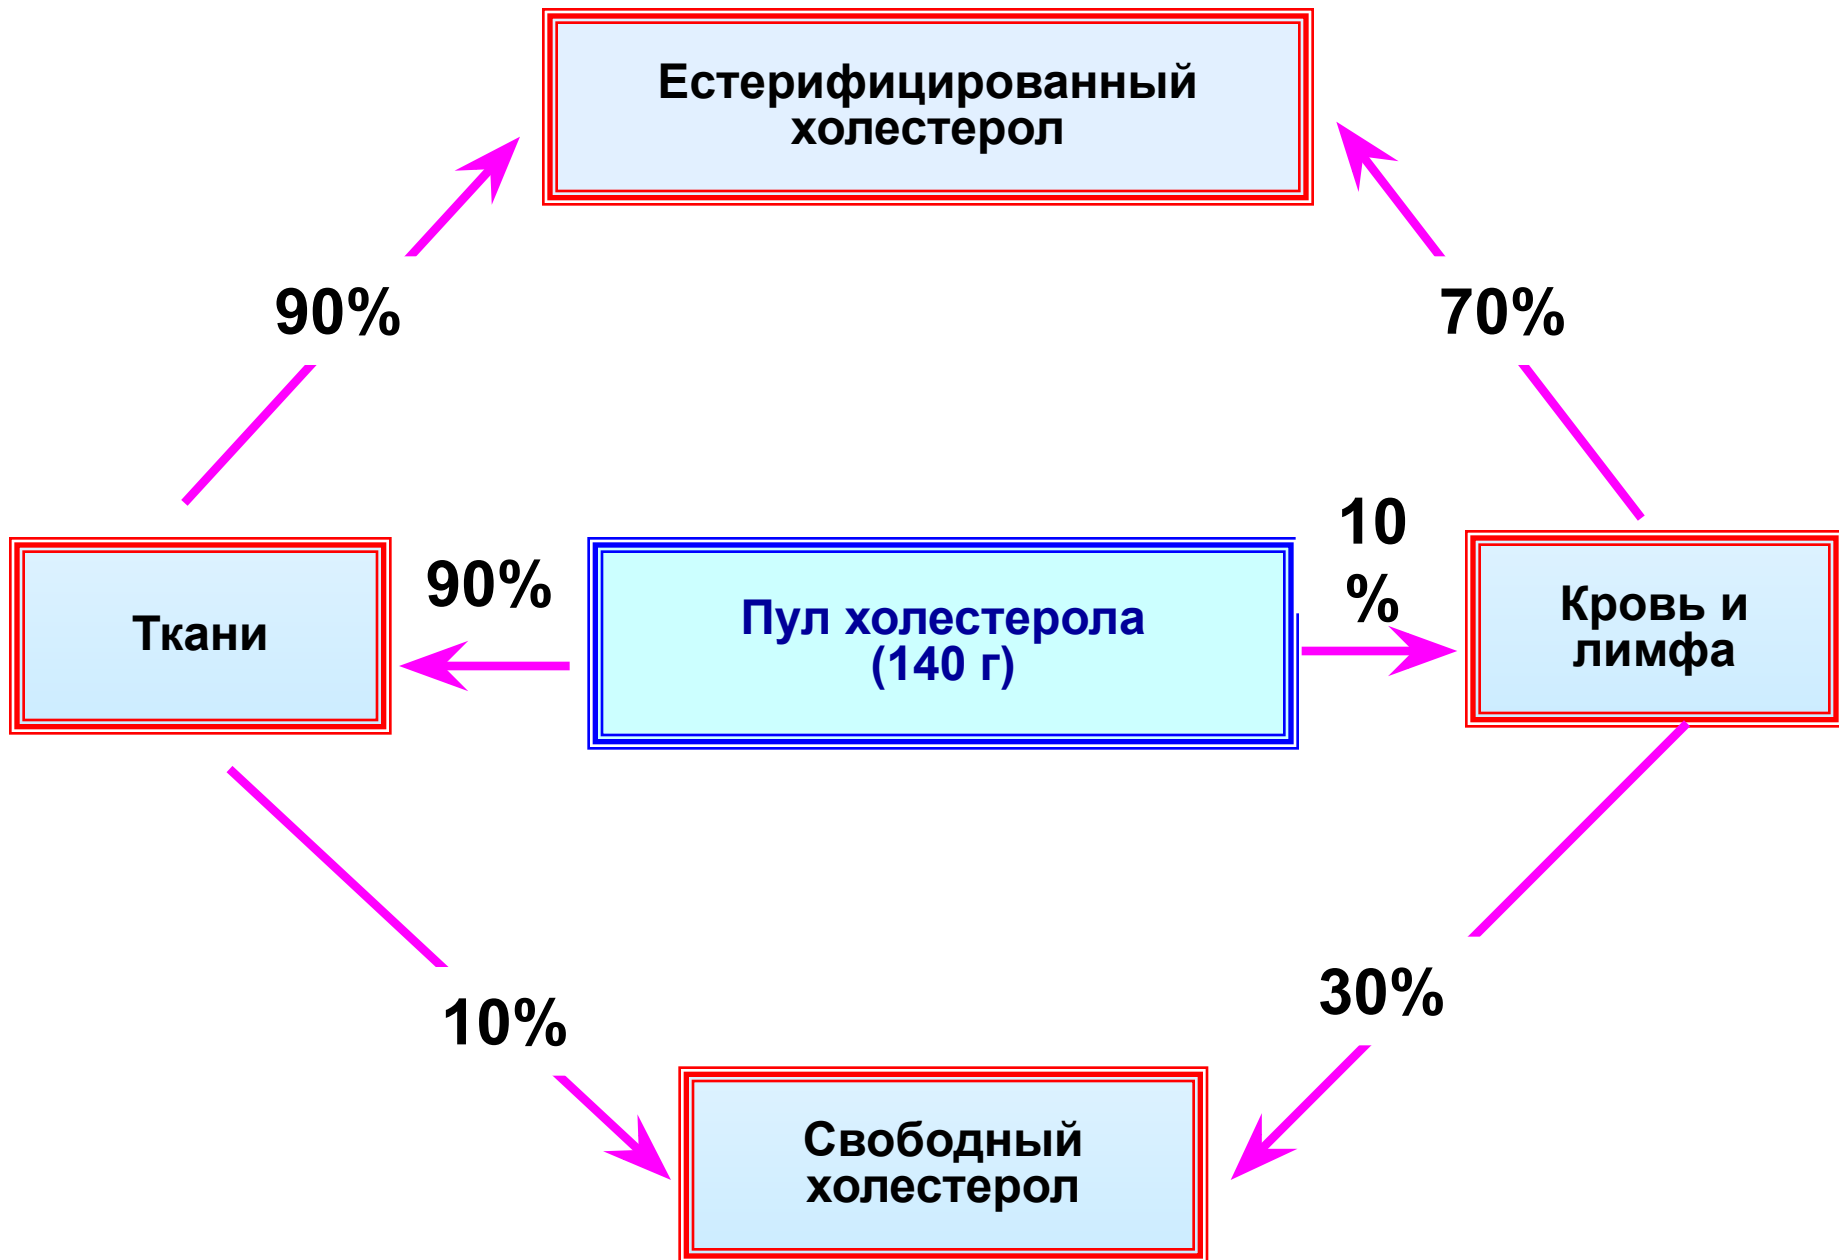 Естерифицированный
холестерол
90%
70%
Ткани
90%
Пул холестерола
(140 г)
10
%
Кровь и
лимфа
10%
30%
Свободный
холестерол